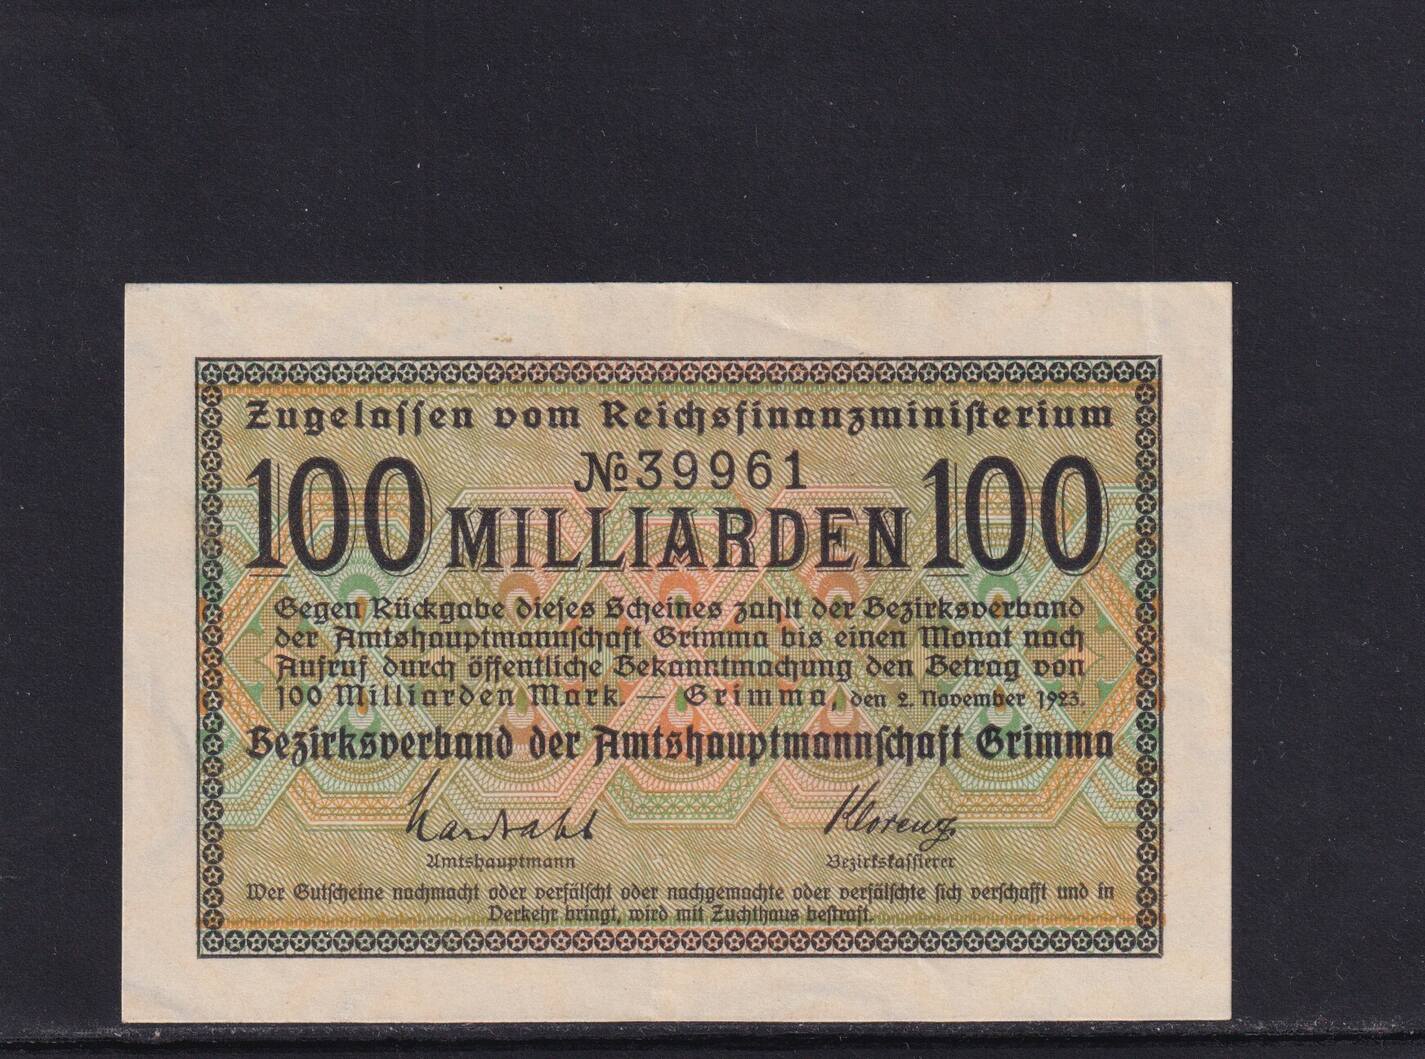 Zugelassen vom Reichsfinanzministerium
№ 39961
100 MILLIARDEN 100
Gegen Rückgabe dieses Scheines zahlt der Bezirksverband
der Amtshauptmannschaft Grimma bis einen Monat nach
Aufruf durch öffentliche Bekanntmachung den Betrag von
100 Milliarden Mark. — Grimma, den 2. November 1923.
Bezirksverband der Amtshauptmannschaft Grimma
Amtshauptmann Bezirkskassierer
Wer Gutscheine nachmacht oder verfälscht oder nachgemachte oder verfälschte sich verschafft und in
Verkehr bringt, wird mit Zuchthaus bestraft.